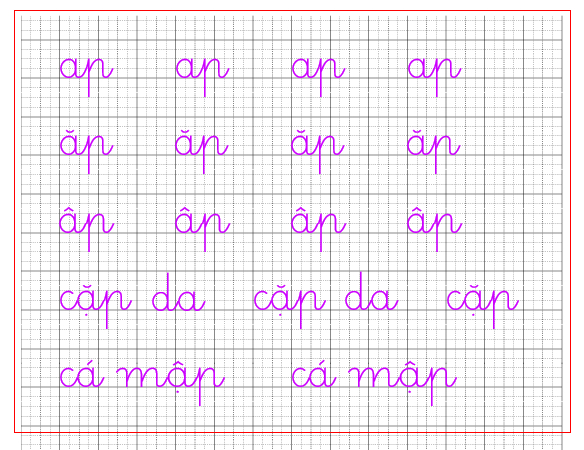 ap ap ap ap
ăp ăp ăp ăp
âp âp âp âp
cặp da cặp da cặp
cá mập cá mập